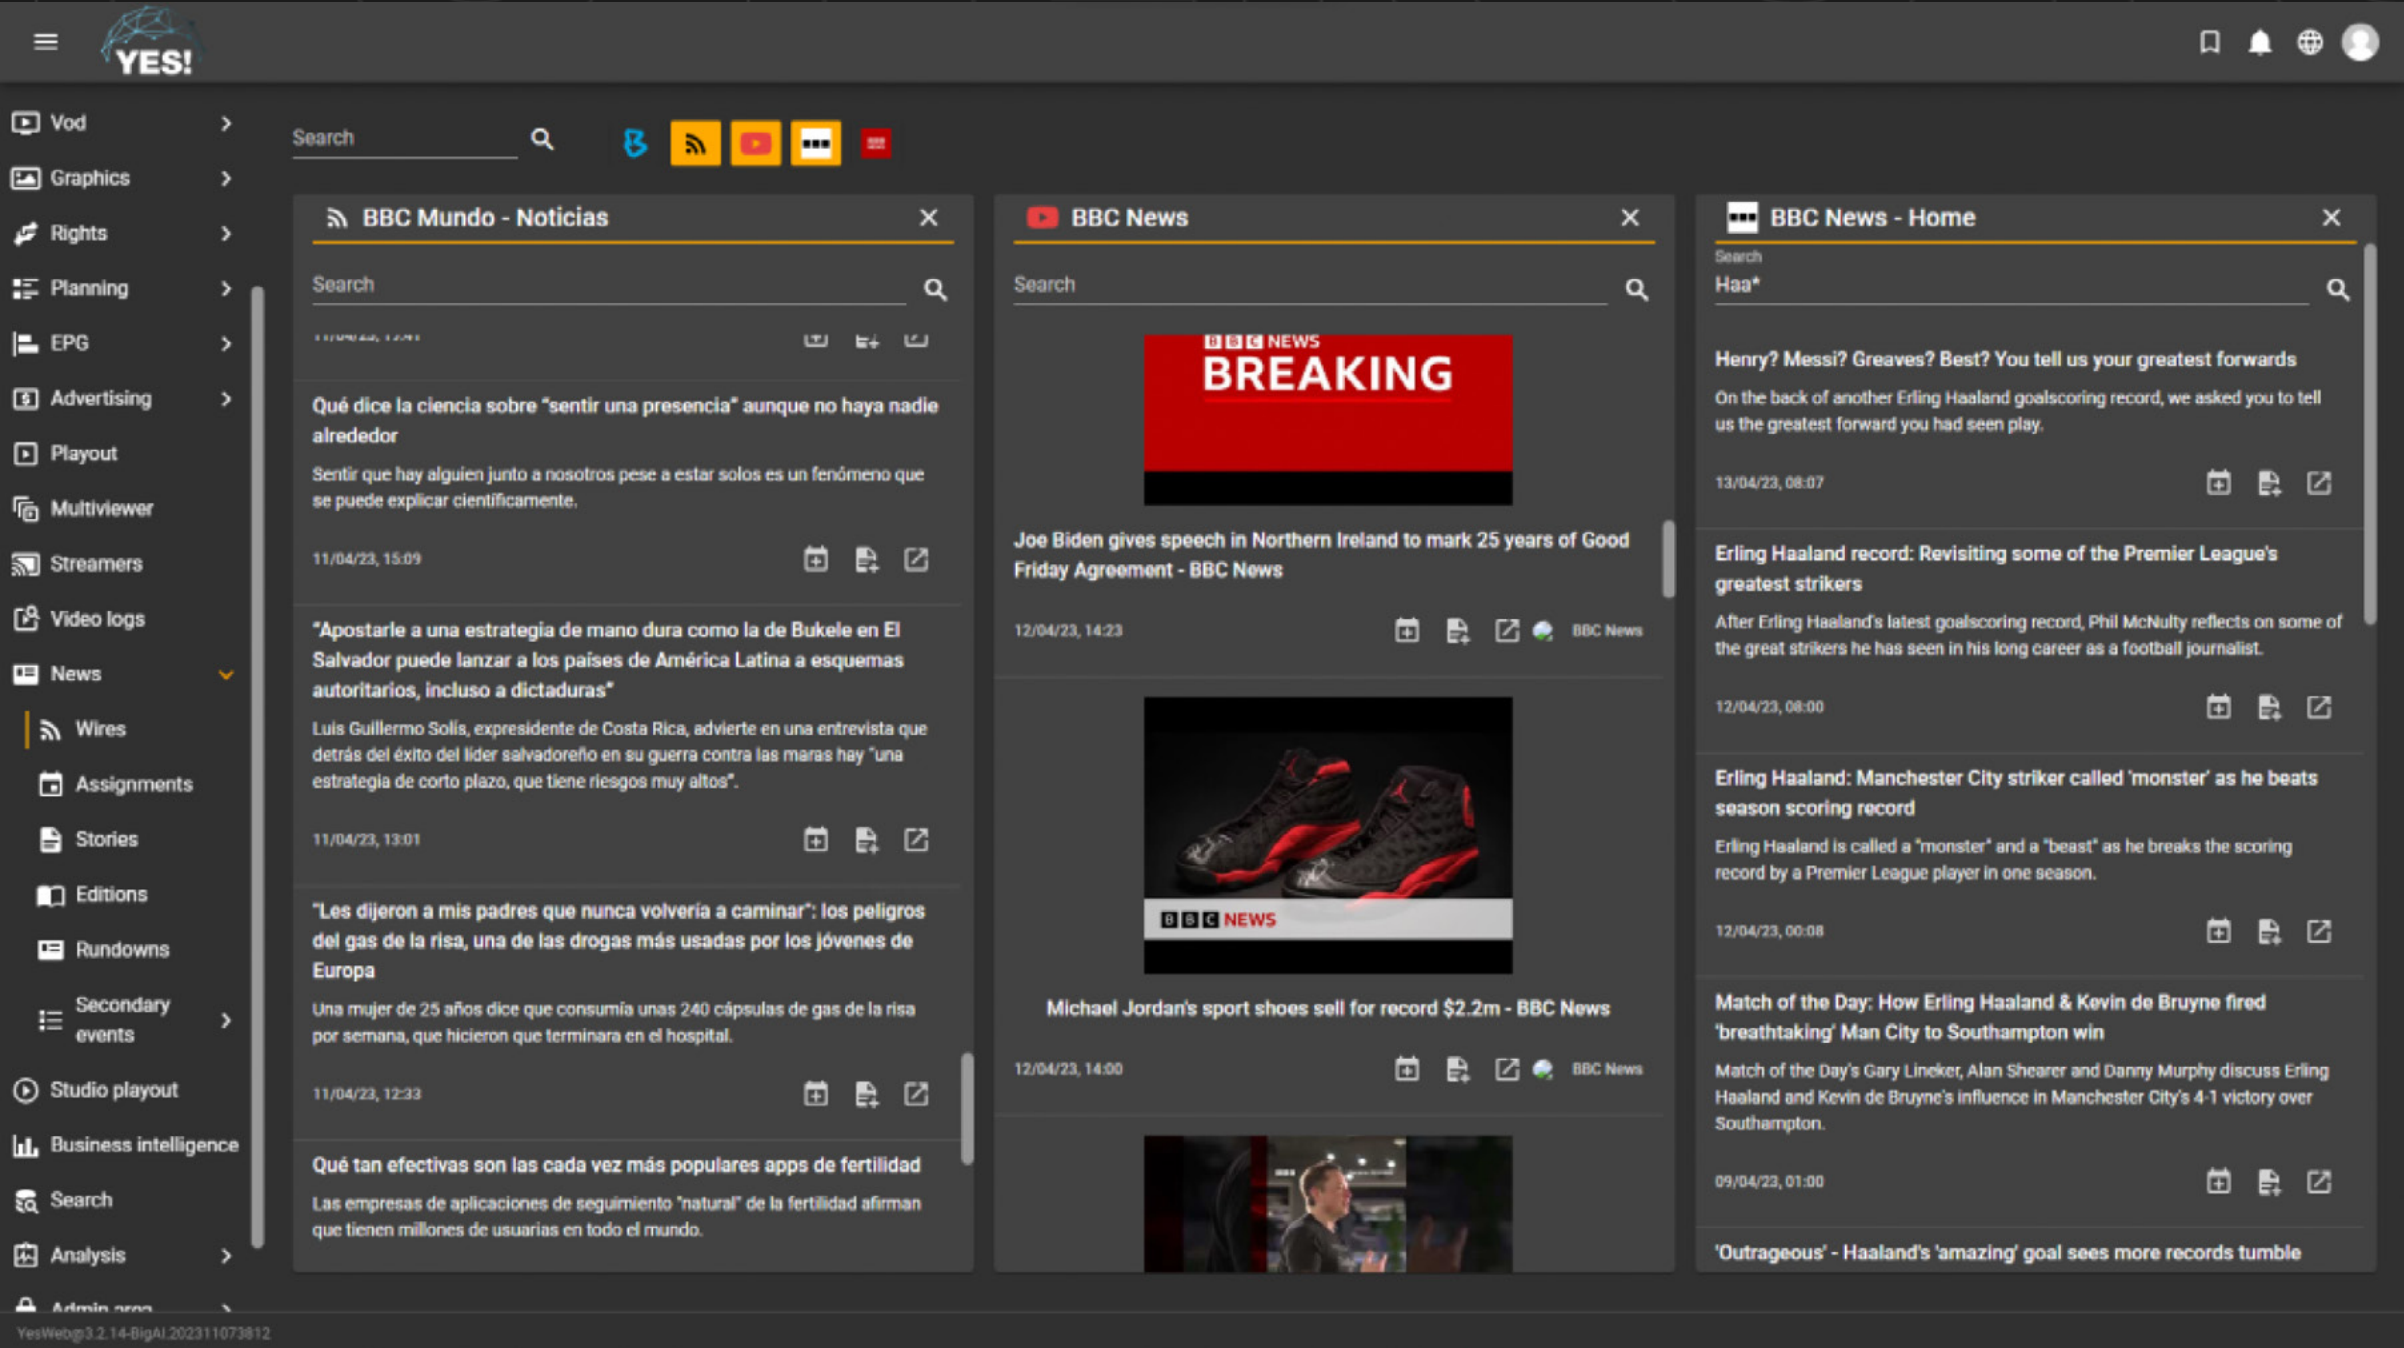 YES!
Vod
Graphics
Rights
Planning
EPG
Advertising
Playout
Multiviewer
Streamers
Video logs
News
Wires
Assignments
Stories
Editions
Rundowns
Secondary
events
Studio playout
Business intelligence
Search
Analysis
Admin area
Search
BBC Mundo - Noticias
Search
11/04/23, 17:41
Qué dice la ciencia sobre "sentir una presencia" aunque no haya nadie
alrededor
Sentir que hay alguien junto a nosotros pese a estar solos es un fenómeno que
se puede explicar científicamente.
11/04/23, 15:09
"Apostarle a una estrategia de mano dura como la de Bukele en El
Salvador puede lanzar a los países de América Latina a esquemas
autoritarios, incluso a dictaduras"
Luis Guillermo Solís, expresidente de Costa Rica, advierte en una entrevista que
detrás del éxito del líder salvadoreño en su guerra contra las maras hay "una
estrategia de corto plazo, que tiene riesgos muy altos".
11/04/23, 13:01
"Les dijeron a mis padres que nunca volvería a caminar": los peligros
del gas de la risa, una de las drogas más usadas por los jóvenes de
Europa
Una mujer de 25 años dice que consumía unas 240 cápsulas de gas de la risa
por semana, que hicieron que terminara en el hospital.
11/04/23, 12:33
Qué tan efectivas son las cada vez más populares apps de fertilidad
Las empresas de aplicaciones de seguimiento "natural" de la fertilidad afirman
que tienen millones de usuarias en todo el mundo.
BBC News
Search
BBC NEWS
BREAKING
Joe Biden gives speech in Northern Ireland to mark 25 years of Good
Friday Agreement - BBC News
12/04/23, 14:23
BBC News
BBC NEWS
Michael Jordan's sport shoes sell for record $2.2m - BBC News
12/04/23, 14:00
BBC News
BBC News - Home
Search
Haa*
Henry? Messi? Greaves? Best? You tell us your greatest forwards
On the back of another Erling Haaland goalscoring record, we asked you to tell
us the greatest forward you had seen play.
13/04/23, 08:07
Erling Haaland record: Revisiting some of the Premier League's
greatest strikers
After Erling Haaland's latest goalscoring record, Phil McNulty reflects on some of
the great strikers he has seen in his long career as a football journalist.
12/04/23, 08:00
Erling Haaland: Manchester City striker called 'monster' as he beats
season scoring record
Erling Haaland is called a "monster" and a "beast" as he breaks the scoring
record by a Premier League player in one season.
12/04/23, 00:08
Match of the Day: How Erling Haaland & Kevin de Bruyne fired
'breathtaking' Man City to Southampton win
Match of the Day's Gary Lineker, Alan Shearer and Danny Murphy discuss Erling
Haaland and Kevin de Bruyne's influence in Manchester City's 4-1 victory over
Southampton.
09/04/23, 01:00
'Outrageous' - Haaland's 'amazing' goal sees more records tumble
YesWeb@3.2.14-BigAI.202311073812